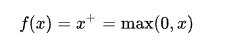 f(x) = x⁺ = max(0, x)